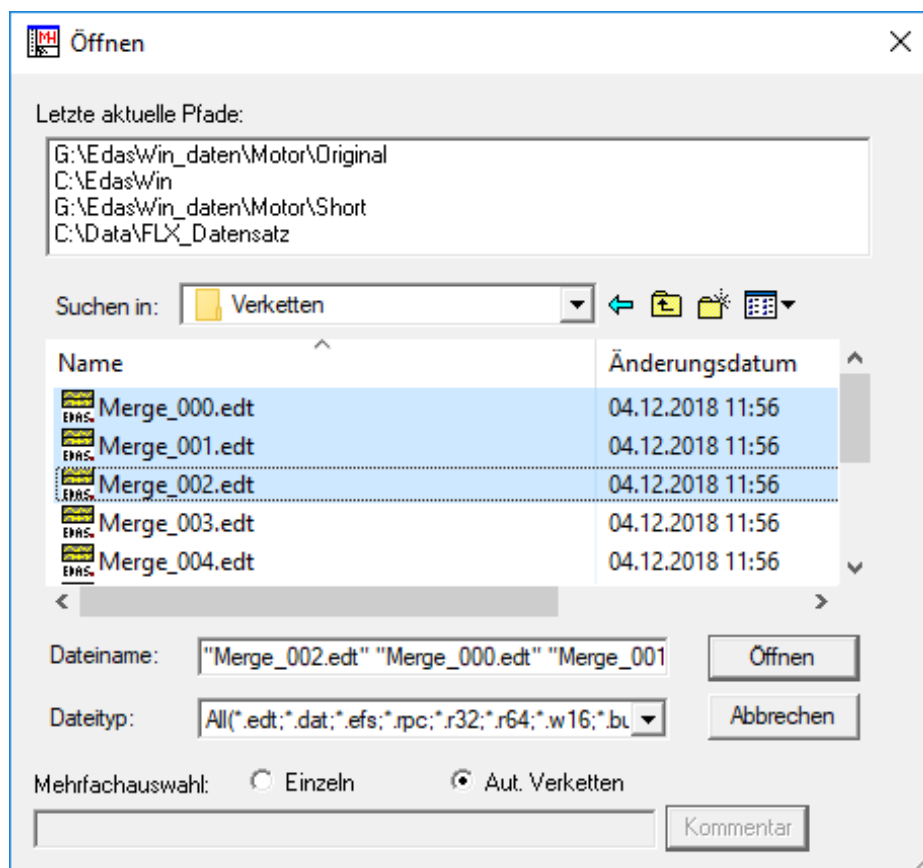 Öffnen
Letzte aktuelle Pfade:
G:\EdasWin_daten\Motor\Original
C:\EdasWin
G:\EdasWin_daten\Motor\Short
C:\Data\FLX_Datensatz
Suchen in: Verketten
Name Änderungsdatum
Merge_000.edt 04.12.2018 11:56
Merge_001.edt 04.12.2018 11:56
Merge_002.edt 04.12.2018 11:56
Merge_003.edt 04.12.2018 11:56
Merge_004.edt 04.12.2018 11:56
Dateiname: "Merge_002.edt" "Merge_000.edt" "Merge_001 Öffnen
Dateityp: All(*.edt;*.dat;*.efs;*.rpc;*.r32;*.r64;*.w16;*.bu Abbrechen
Mehrfachauswahl: Einzeln Aut. Verketten
Kommentar